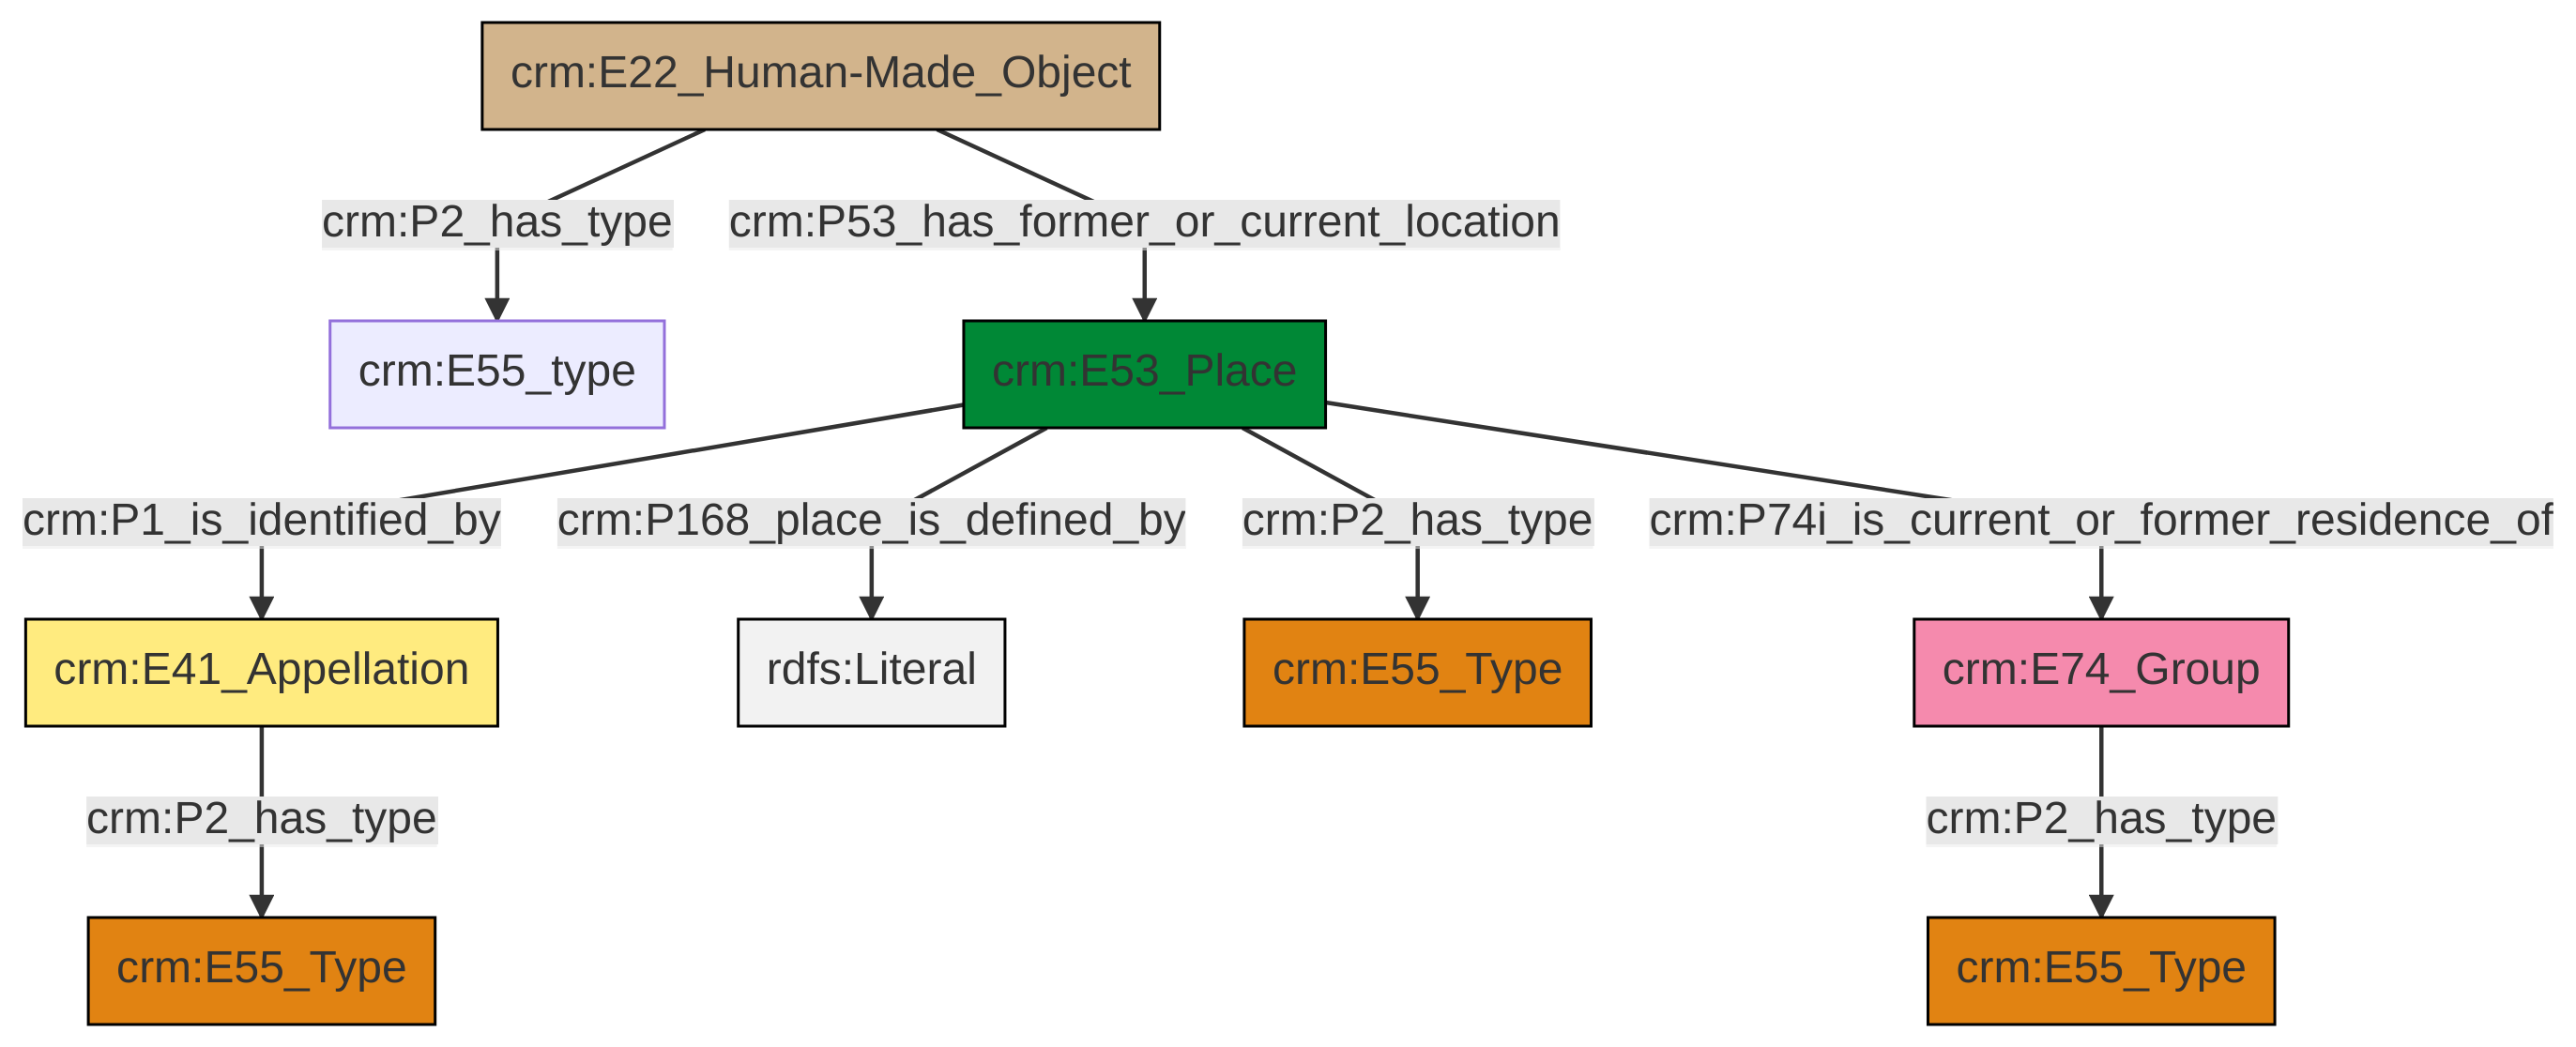 crm:E22_Human-Made_Object
crm:P2_has_type
crm:P53_has_former_or_current_location
crm:E55_type
crm:E53_Place
crm:P1_is_identified_by
crm:P168_place_is_defined_by
crm:P2_has_type
crm:P74i_is_current_or_former_residence_of
crm:E41_Appellation
rdfs:Literal
crm:E55_Type
crm:E74_Group
crm:P2_has_type
crm:P2_has_type
crm:E55_Type
crm:E55_Type